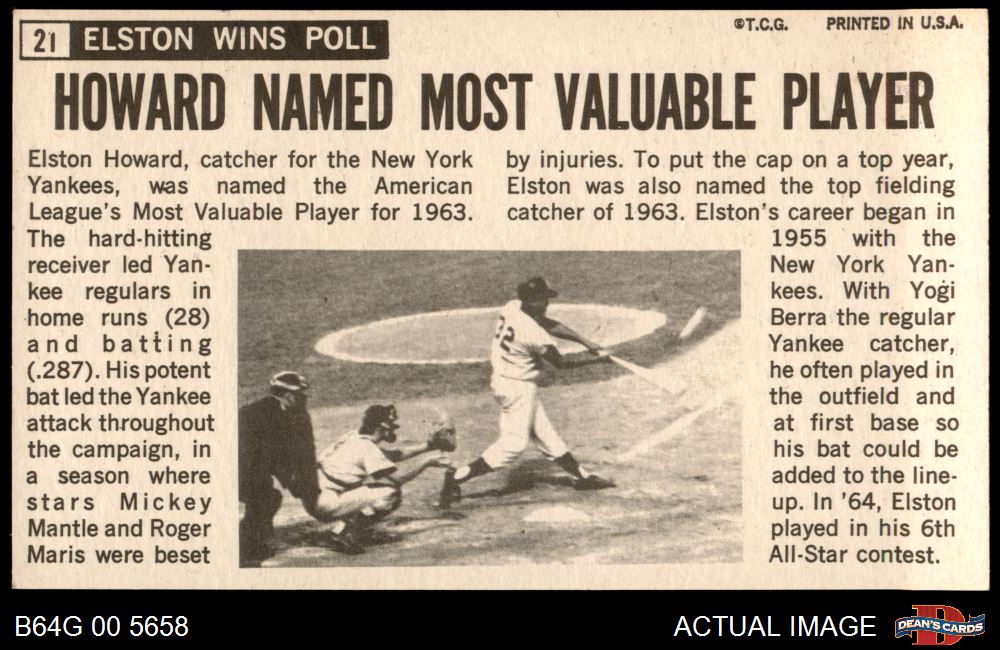 21 ELSTON WINS POLL
©T.C.G. PRINTED IN U.S.A.
HOWARD NAMED MOST VALUABLE PLAYER
Elston Howard, catcher for the New York
Yankees, was named the American
League's Most Valuable Player for 1963.
The hard-hitting
receiver led Yan-
kee regulars in
home runs (28)
and batting
(.287). His potent
bat led the Yankee
attack throughout
the campaign, in
a season where
stars Mickey
Mantle and Roger
Maris were beset
by injuries. To put the cap on a top year,
Elston was also named the top fielding
catcher of 1963. Elston's career began in
1955 with the
New York Yan-
kees. With Yogi
Berra the regular
Yankee catcher,
he often played in
the outfield and
at first base so
his bat could be
added to the line-
up. In '64, Elston
played in his 6th
All-Star contest.
32
B64G 00 5658
ACTUAL IMAGE
D
DEAN'S CARDS